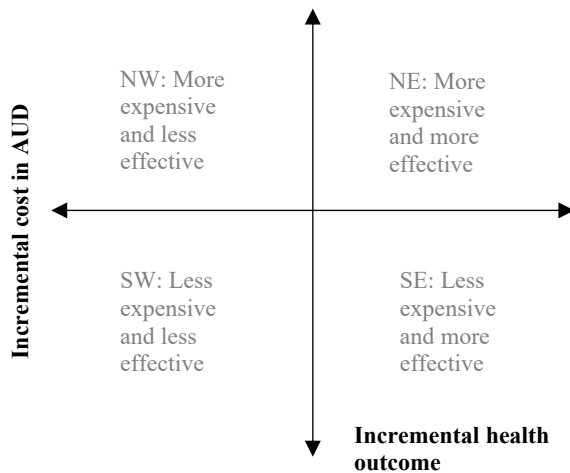 NW: More
expensive
and less
effective
NE: More
expensive
and more
effective
Incremental cost in AUD
SW: Less
expensive
and less
effective
SE: Less
expensive
and more
effective
Incremental health
outcome